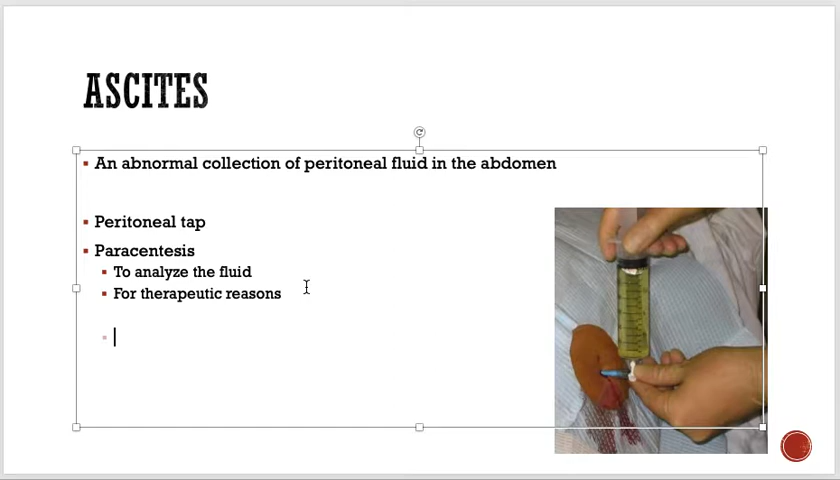 ASCITES
An abnormal collection of peritoneal fluid in the abdomen
Peritoneal tap
Paracentesis
To analyze the fluid
For therapeutic reasons